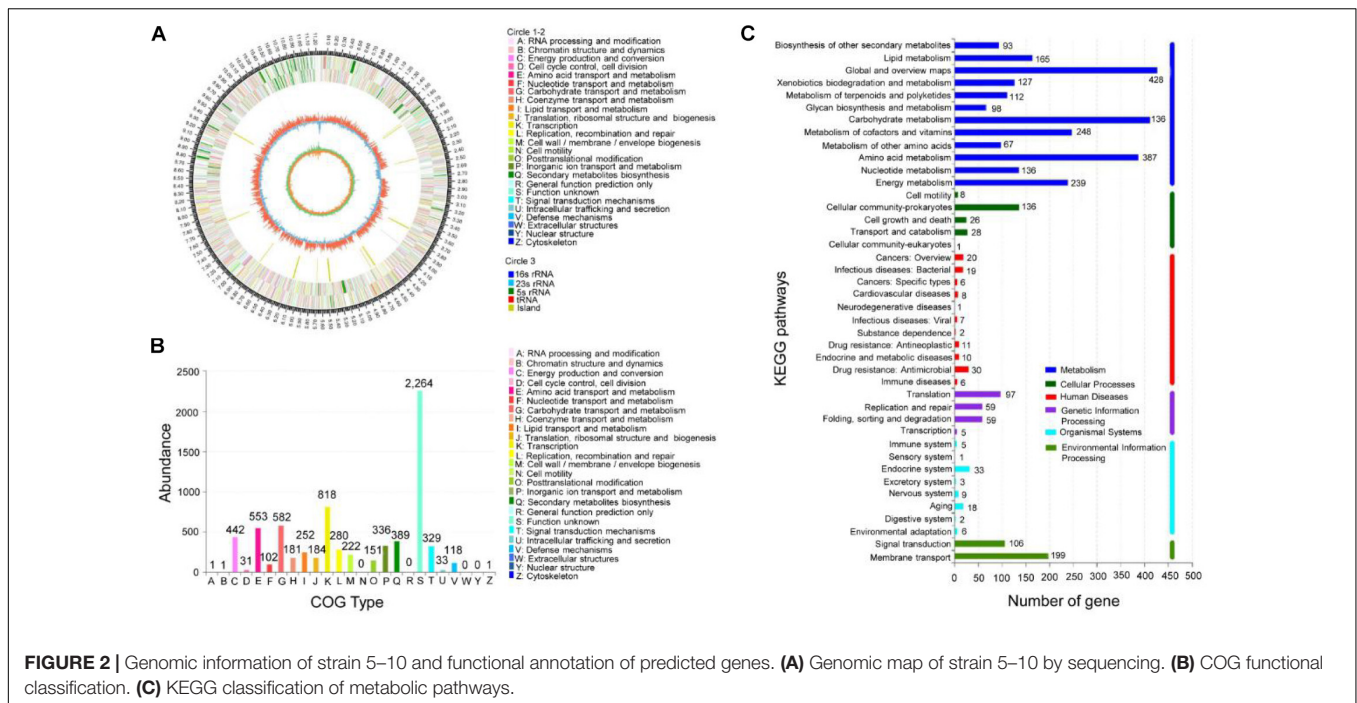 A
Circle 1-2
A: RNA processing and modification
B: Chromatin structure and dynamics
C: Energy production and conversion
D: Cell cycle control, cell division
E: Amino acid transport and metabolism
F: Nucleotide transport and metabolism
G: Carbohydrate transport and metabolism
H: Coenzyme transport and metabolism
I: Lipid transport and metabolism
J: Translation, ribosomal structure and biogenesis
K: Transcription
L: Replication, recombination and repair
M: Cell wall / membrane / envelope biogenesis
N: Cell motility
O: Posttranslational modification
P: Inorganic ion transport and metabolism
Q: Secondary metabolites biosynthesis
R: General function prediction only
S: Function unknown
T: Signal transduction mechanisms
U: Intracellular trafficking and secretion
V: Defense mechanisms
W: Extracellular structures
Y: Nuclear structure
Z: Cytoskeleton
Circle 3
16s rRNA
23s rRNA
5s rRNA
tRNA
Island
B
Abundance
2500
2000
1500
1000
500
0
1
1
442
31
553
102
582
181
252
184
818
280
222
0
151
336
389
0
2,264
329
33
118
0
0
1
A B C D E F G H I J K L M N O P Q R S T U V W Y Z
COG Type
A: RNA processing and modification
B: Chromatin structure and dynamics
C: Energy production and conversion
D: Cell cycle control, cell division
E: Amino acid transport and metabolism
F: Nucleotide transport and metabolism
G: Carbohydrate transport and metabolism
H: Coenzyme transport and metabolism
I: Lipid transport and metabolism
J: Translation, ribosomal structure and biogenesis
K: Transcription
L: Replication, recombination and repair
M: Cell wall / membrane / envelope biogenesis
N: Cell motility
O: Posttranslational modification
P: Inorganic ion transport and metabolism
Q: Secondary metabolites biosynthesis
R: General function prediction only
S: Function unknown
T: Signal transduction mechanisms
U: Intracellular trafficking and secretion
V: Defense mechanisms
W: Extracellular structures
Y: Nuclear structure
Z: Cytoskeleton
C
KEGG pathways
Biosynthesis of other secondary metabolites 93
Lipid metabolism 165
Global and overview maps 428
Xenobiotics biodegradation and metabolism 127
Metabolism of terpenoids and polyketides 112
Glycan biosynthesis and metabolism 98
Carbohydrate metabolism 136
Metabolism of cofactors and vitamins 248
Metabolism of other amino acids 67
Amino acid metabolism 387
Nucleotide metabolism 136
Energy metabolism 239
Cell motility 8
Cellular community-prokaryotes 136
Cell growth and death 26
Transport and catabolism 28
Cellular community-eukaryotes 1
Cancers: Overview 20
Infectious diseases: Bacterial 19
Cancers: Specific types 6
Cardiovascular diseases 8
Neurodegenerative diseases 1
Infectious diseases: Viral 7
Substance dependence 2
Drug resistance: Antineoplastic 11
Endocrine and metabolic diseases 10
Drug resistance: Antimicrobial 30
Immune diseases 6
Translation 97
Replication and repair 59
Folding, sorting and degradation 59
Transcription 5
Immune system 5
Sensory system 1
Endocrine system 33
Excretory system 3
Nervous system 9
Aging 18
Digestive system 2
Environmental adaptation 6
Signal transduction 106
Membrane transport 199
0 50 100 150 200 250 300 350 400 450 500
Number of gene
Metabolism
Cellular Processes
Human Diseases
Genetic Information
Processing
Organismal Systems
Environmental Information
Processing
FIGURE 2 | Genomic information of strain 5–10 and functional annotation of predicted genes. (A) Genomic map of strain 5–10 by sequencing. (B) COG functional
classification. (C) KEGG classification of metabolic pathways.